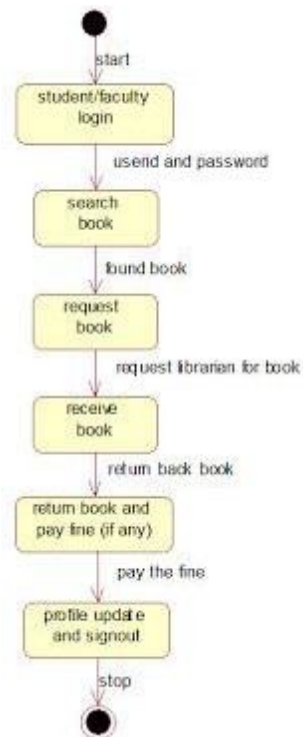 start
student/faculty
login
userid and password
search
book
found book
request
book
request librarian for book
receive
book
return back book
return book and
pay fine (if any)
pay the fine
profile update
and signout
stop